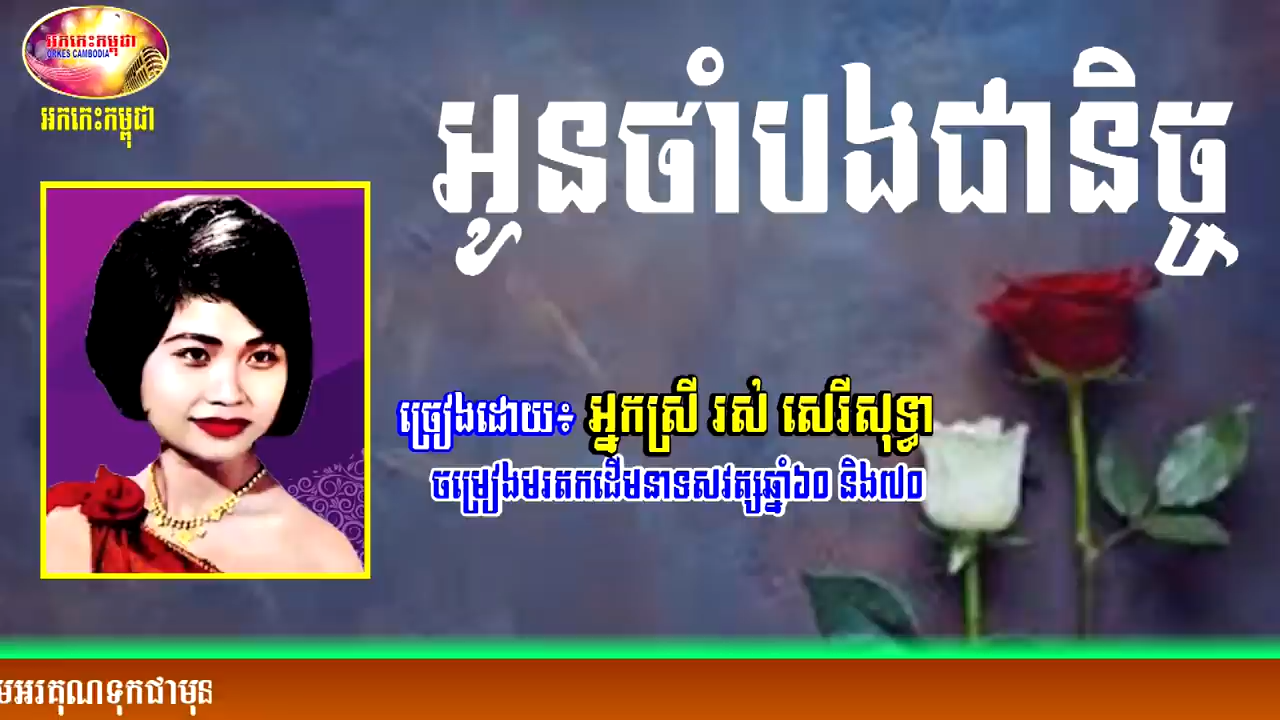 អកកេះកម្ពុជា
ORKES CAMBODIA
អកកេះកម្ពុជា
អូនចាំបងជានិច្ច
ច្រៀងដោយ៖ អ្នកស្រី រស់ សេរីសុទ្ធា
ចម្រៀងមរតកដើមនាទសវត្សឆ្នាំ៦០ និង៧០
មអរគុណទុកជាមុន